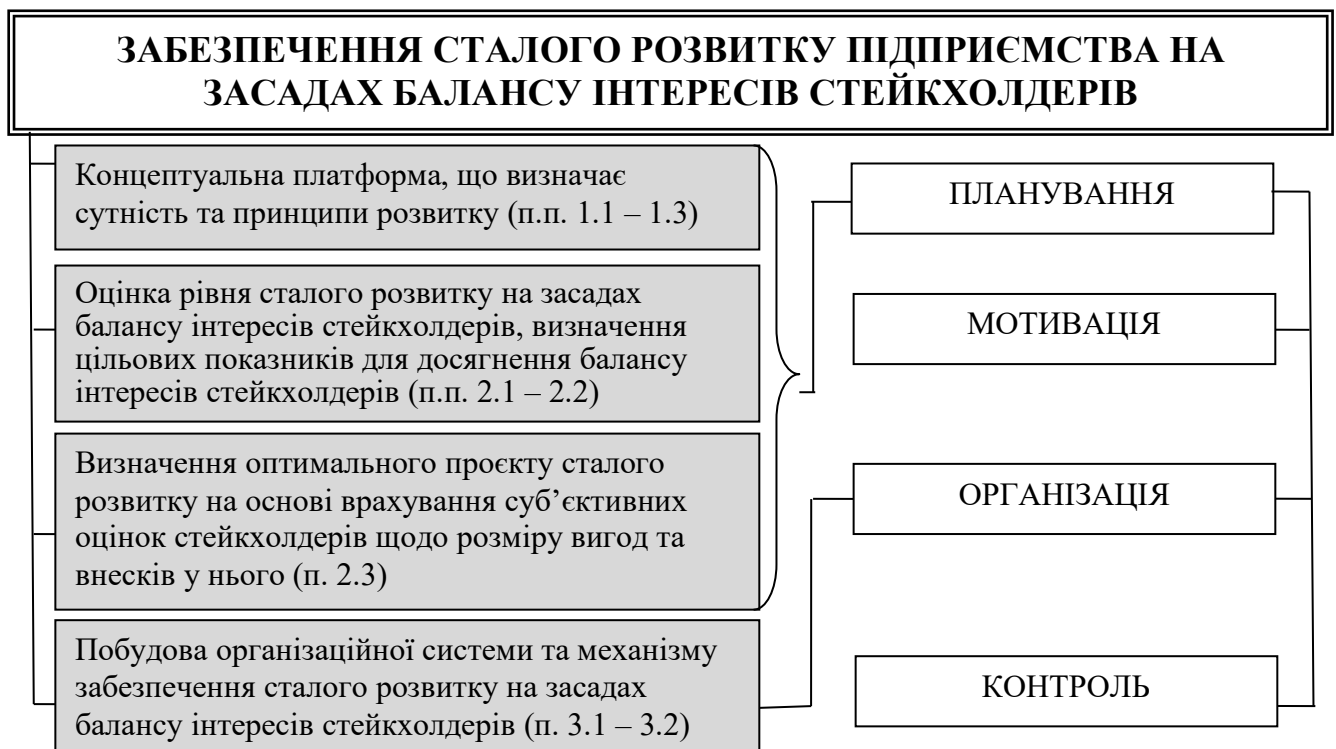 ЗАБЕЗПЕЧЕННЯ СТАЛОГО РОЗВИТКУ ПІДПРИЄМСТВА НА
ЗАСАДАХ БАЛАНСУ ІНТЕРЕСІВ СТЕЙКХОЛДЕРІВ
Концептуальна платформа, що визначає
сутність та принципи розвитку (п.п. 1.1 – 1.3)
Оцінка рівня сталого розвитку на засадах
балансу інтересів стейкхолдерів, визначення
цільових показників для досягнення балансу
інтересів стейкхолдерів (п.п. 2.1 – 2.2)
Визначення оптимального проєкту сталого
розвитку на основі врахування суб’єктивних
оцінок стейкхолдерів щодо розміру вигод та
внесків у нього (п. 2.3)
Побудова організаційної системи та механізму
забезпечення сталого розвитку на засадах
балансу інтересів стейкхолдерів (п. 3.1 – 3.2)
ПЛАНУВАННЯ
МОТИВАЦІЯ
ОРГАНІЗАЦІЯ
КОНТРОЛЬ